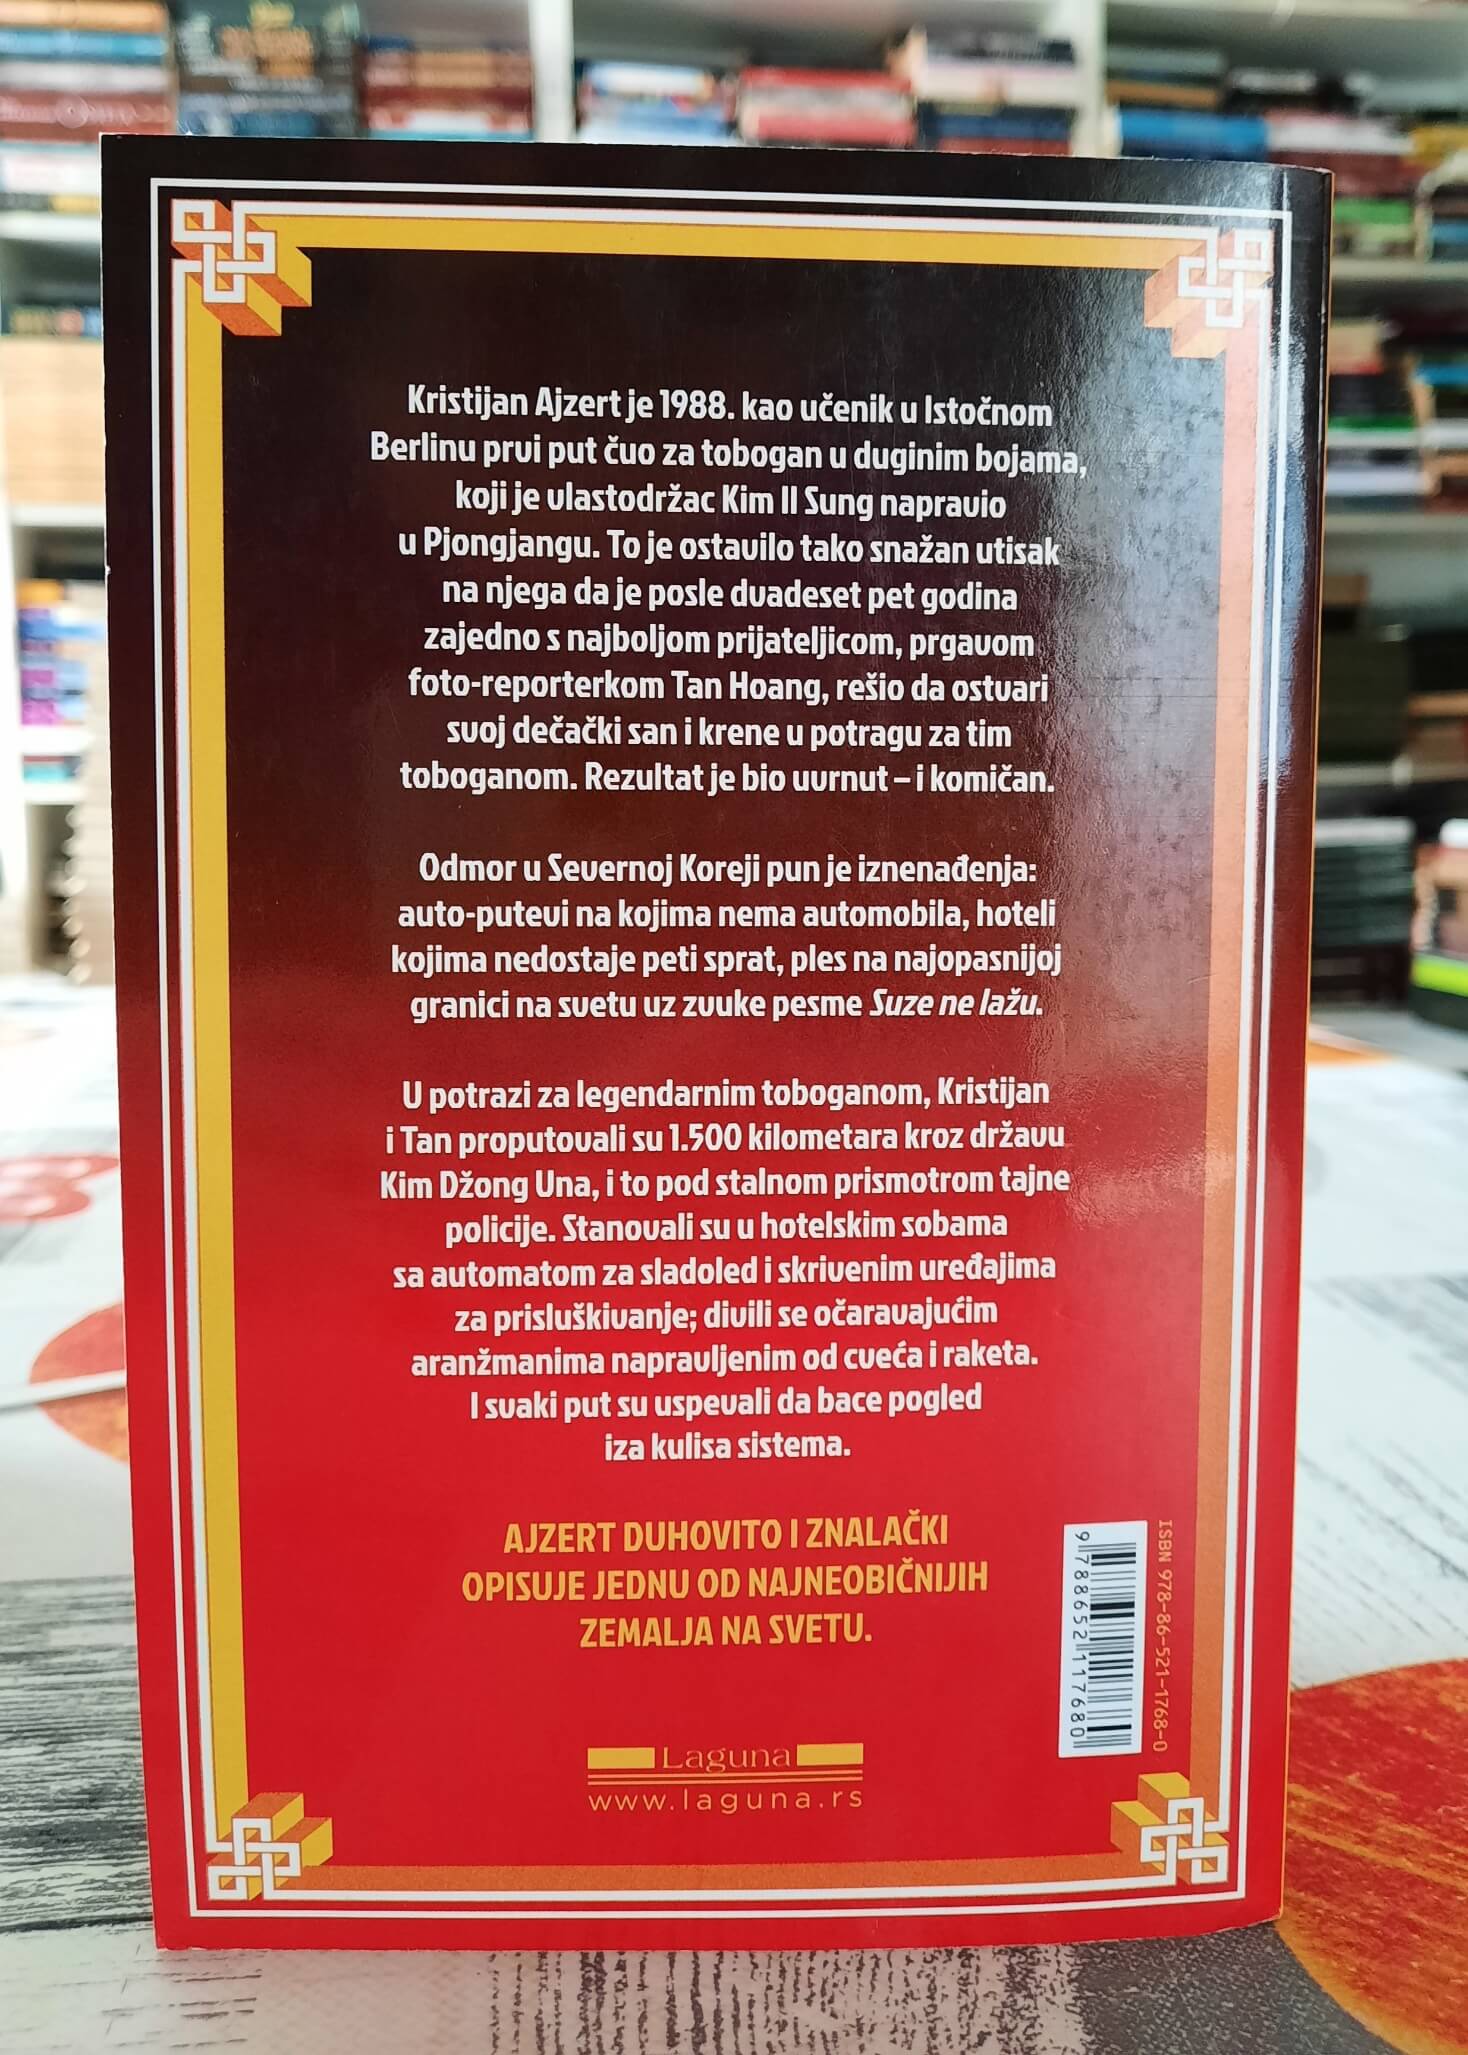 Kristijan Ajzert je 1988. kao učenik u Istočnom
Berlinu prvi put čuo za tobogan u duginim bojama,
koji je vlastodržac Kim Il Sung napravio
u Pjongjangu. To je ostavilo tako snažan utisak
na njega da je posle dvadeset pet godina
zajedno s najboljom prijateljicom, prgavom
foto-reporterkom Tan Hoang, rešio da ostvari
svoj dečački san i krene u potragu za tim
toboganom. Rezultat je bio uvrnut – i komičan.
Odmor u Severnoj Koreji pun je iznenađenja:
auto-putevi na kojima nema automobila, hoteli
kojima nedostaje peti sprat, ples na najopasnijoj
granici na svetu uz zvuke pesme Suze ne lažu.
U potrazi za legendarnim toboganom, Kristijan
i Tan proputovali su 1.500 kilometara kroz državu
Kim Džong Una, i to pod stalnom prismotrom tajne
policije. Stanovali su u hotelskim sobama
sa automatom za sladoled i skrivenim uređajima
za prisluškivanje; divili se očaravajućim
aranžmanima napravljenim od cveća i raketa.
I svaki put su uspevali da bace pogled
iza kulisa sistema.
AJZERT DUHOVITO I ZNALAČKI
OPISUJE JEDNU OD NAJNEOBIČNIJIH
ZEMALJA NA SVETU.
ISBN 978-86-521-1768-0
9 788652 117680
Laguna
www.laguna.rs